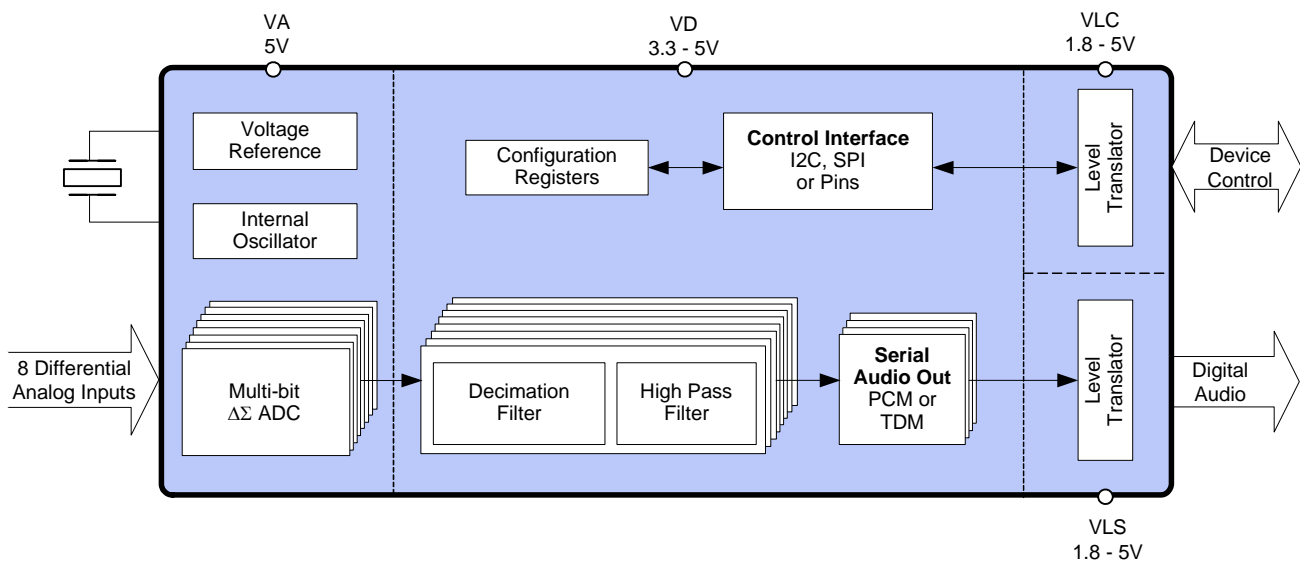 VA
5V
VD
3.3 - 5V
VLC
1.8 - 5V
Voltage
Reference
Internal
Oscillator
Configuration
Registers
Control Interface
I2C, SPI
or Pins
Level
Translator
Device
Control
8 Differential
Analog Inputs
Multi-bit
ΔΣ ADC
Decimation
Filter
High Pass
Filter
Serial
Audio Out
PCM or
TDM
Level
Translator
Digital
Audio
VLS
1.8 - 5V